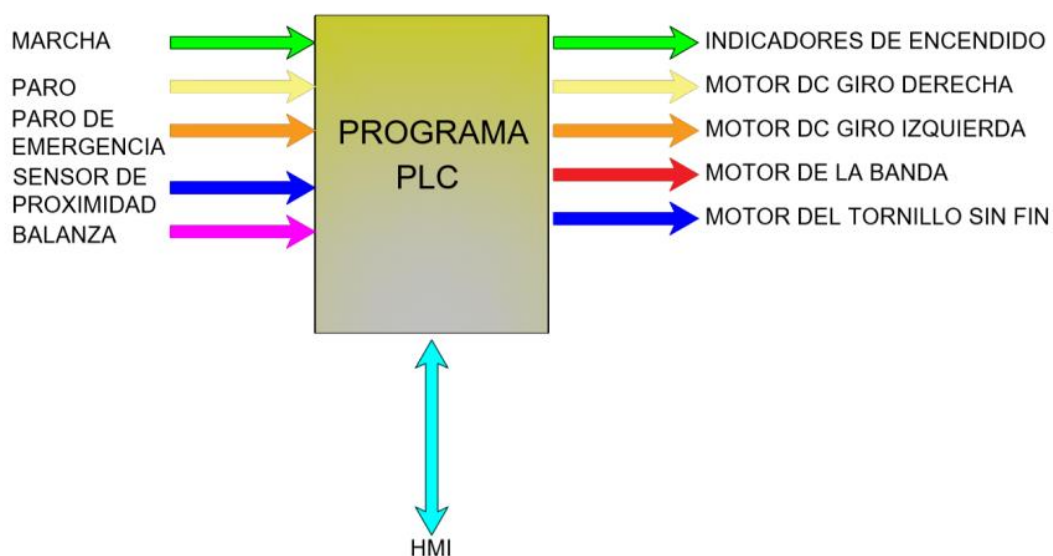 MARCHA
PARO
PARO DE
EMERGENCIA
SENSOR DE
PROXIMIDAD
BALANZA
PROGRAMA
PLC
INDICADORES DE ENCENDIDO
MOTOR DC GIRO DERECHA
MOTOR DC GIRO IZQUIERDA
MOTOR DE LA BANDA
MOTOR DEL TORNILLO SIN FIN
HMI